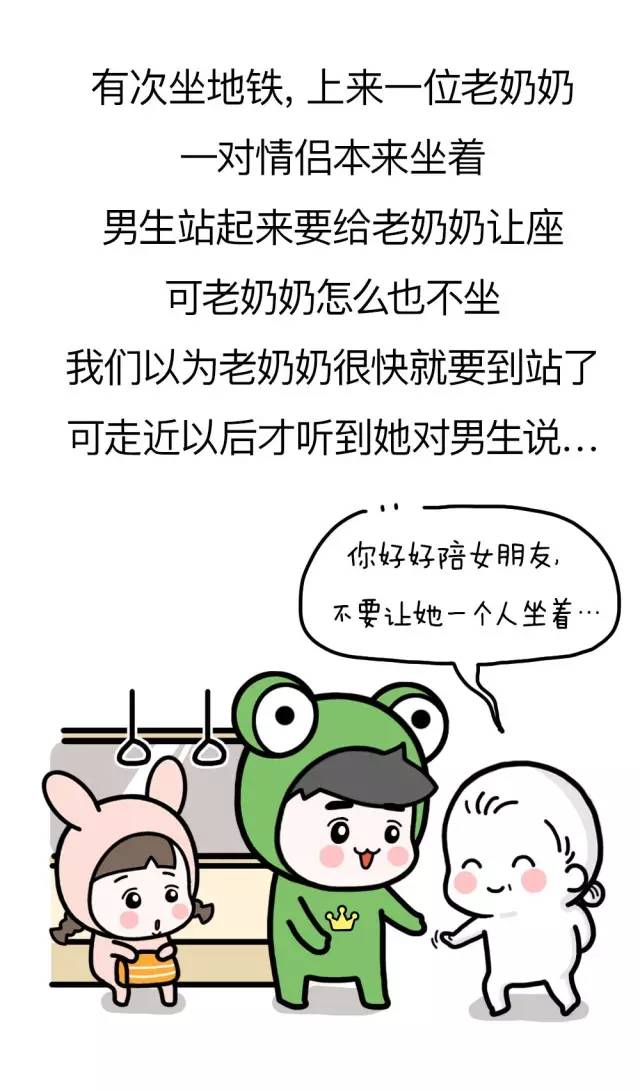 有次坐地铁, 上来一位老奶奶
一对情侣本来坐着
男生站起来要给老奶奶让座
可老奶奶怎么也不坐
我们以为老奶奶很快就要到站了
可走近以后才听到她对男生说...
你好好陪女朋友,
不要让她一个人坐着...